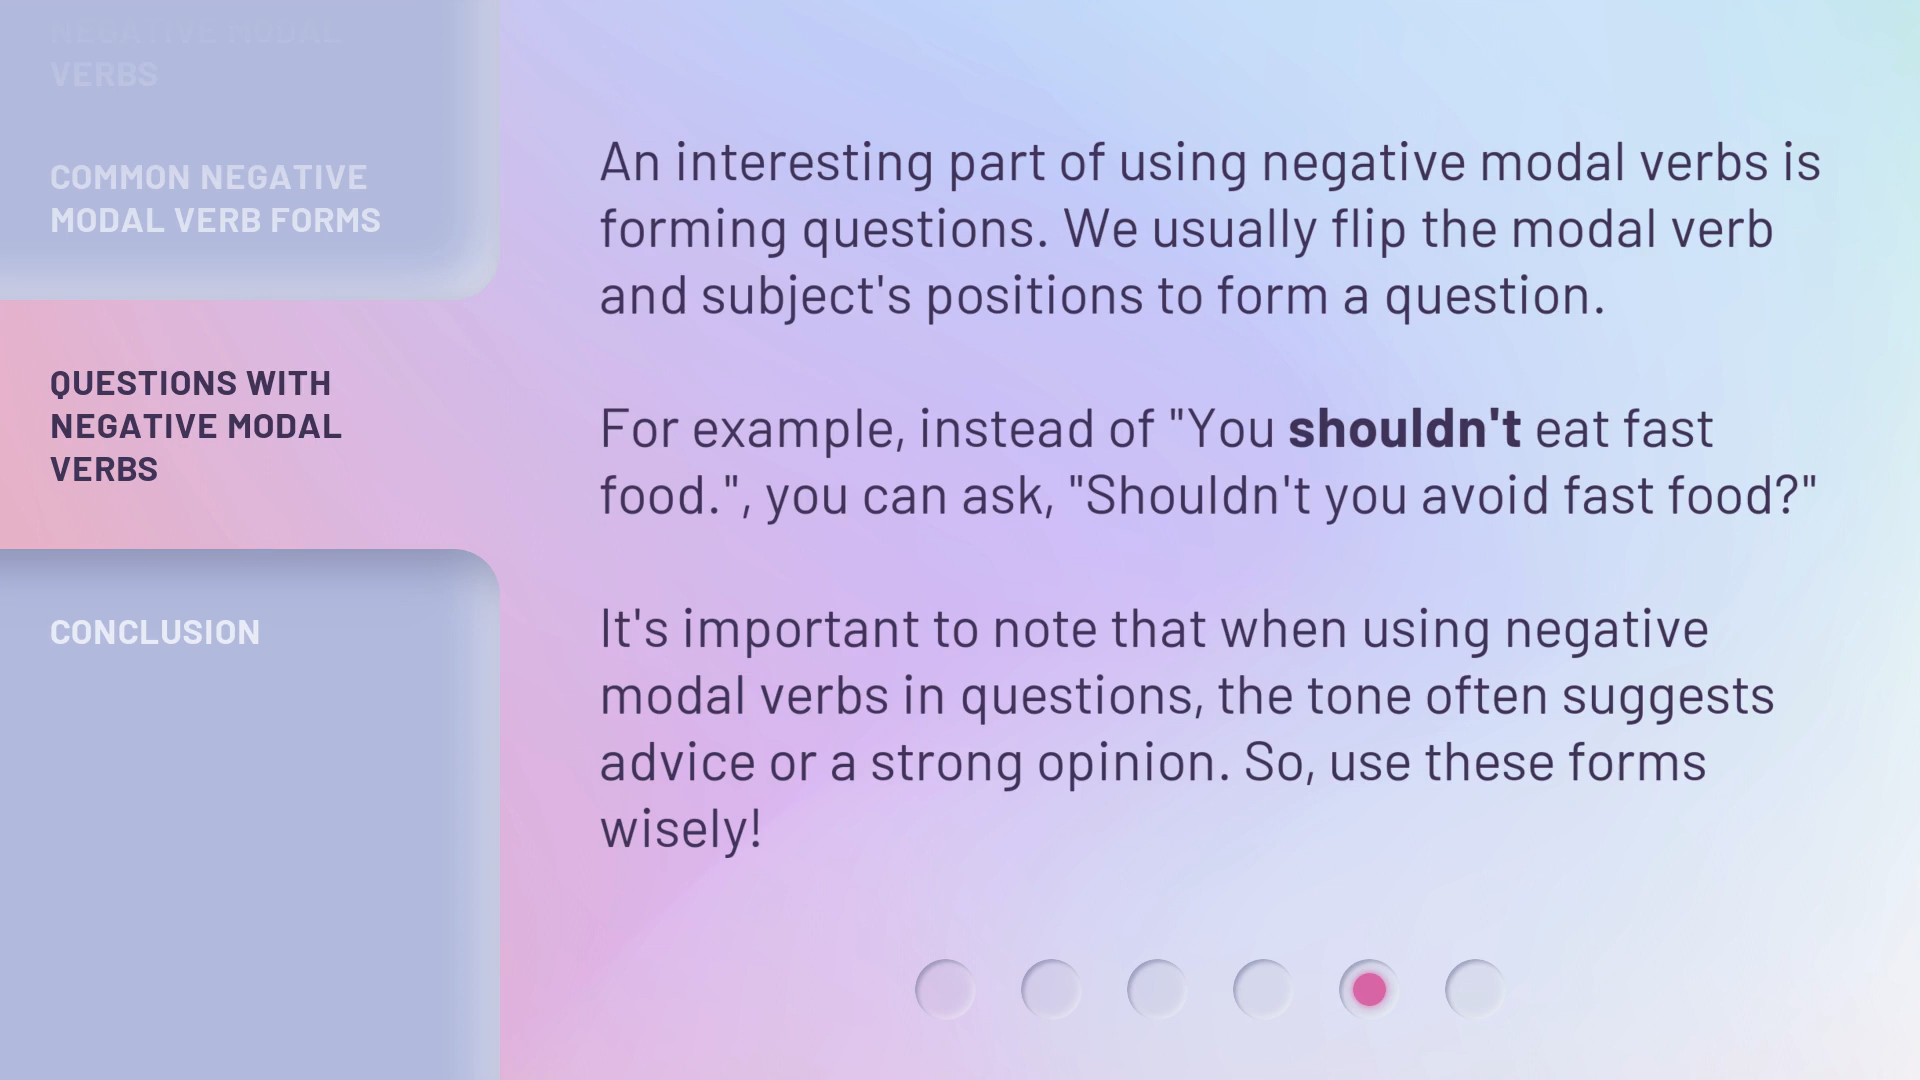 NEGATIVE MODAL
VERBS
COMMON NEGATIVE
MODAL VERB FORMS
QUESTIONS WITH
NEGATIVE MODAL
VERBS
CONCLUSION
An interesting part of using negative modal verbs is
forming questions. We usually flip the modal verb
and subject's positions to form a question.
For example, instead of "You shouldn't eat fast
food.", you can ask, "Shouldn't you avoid fast food?"
It's important to note that when using negative
modal verbs in questions, the tone often suggests
advice or a strong opinion. So, use these forms
wisely!